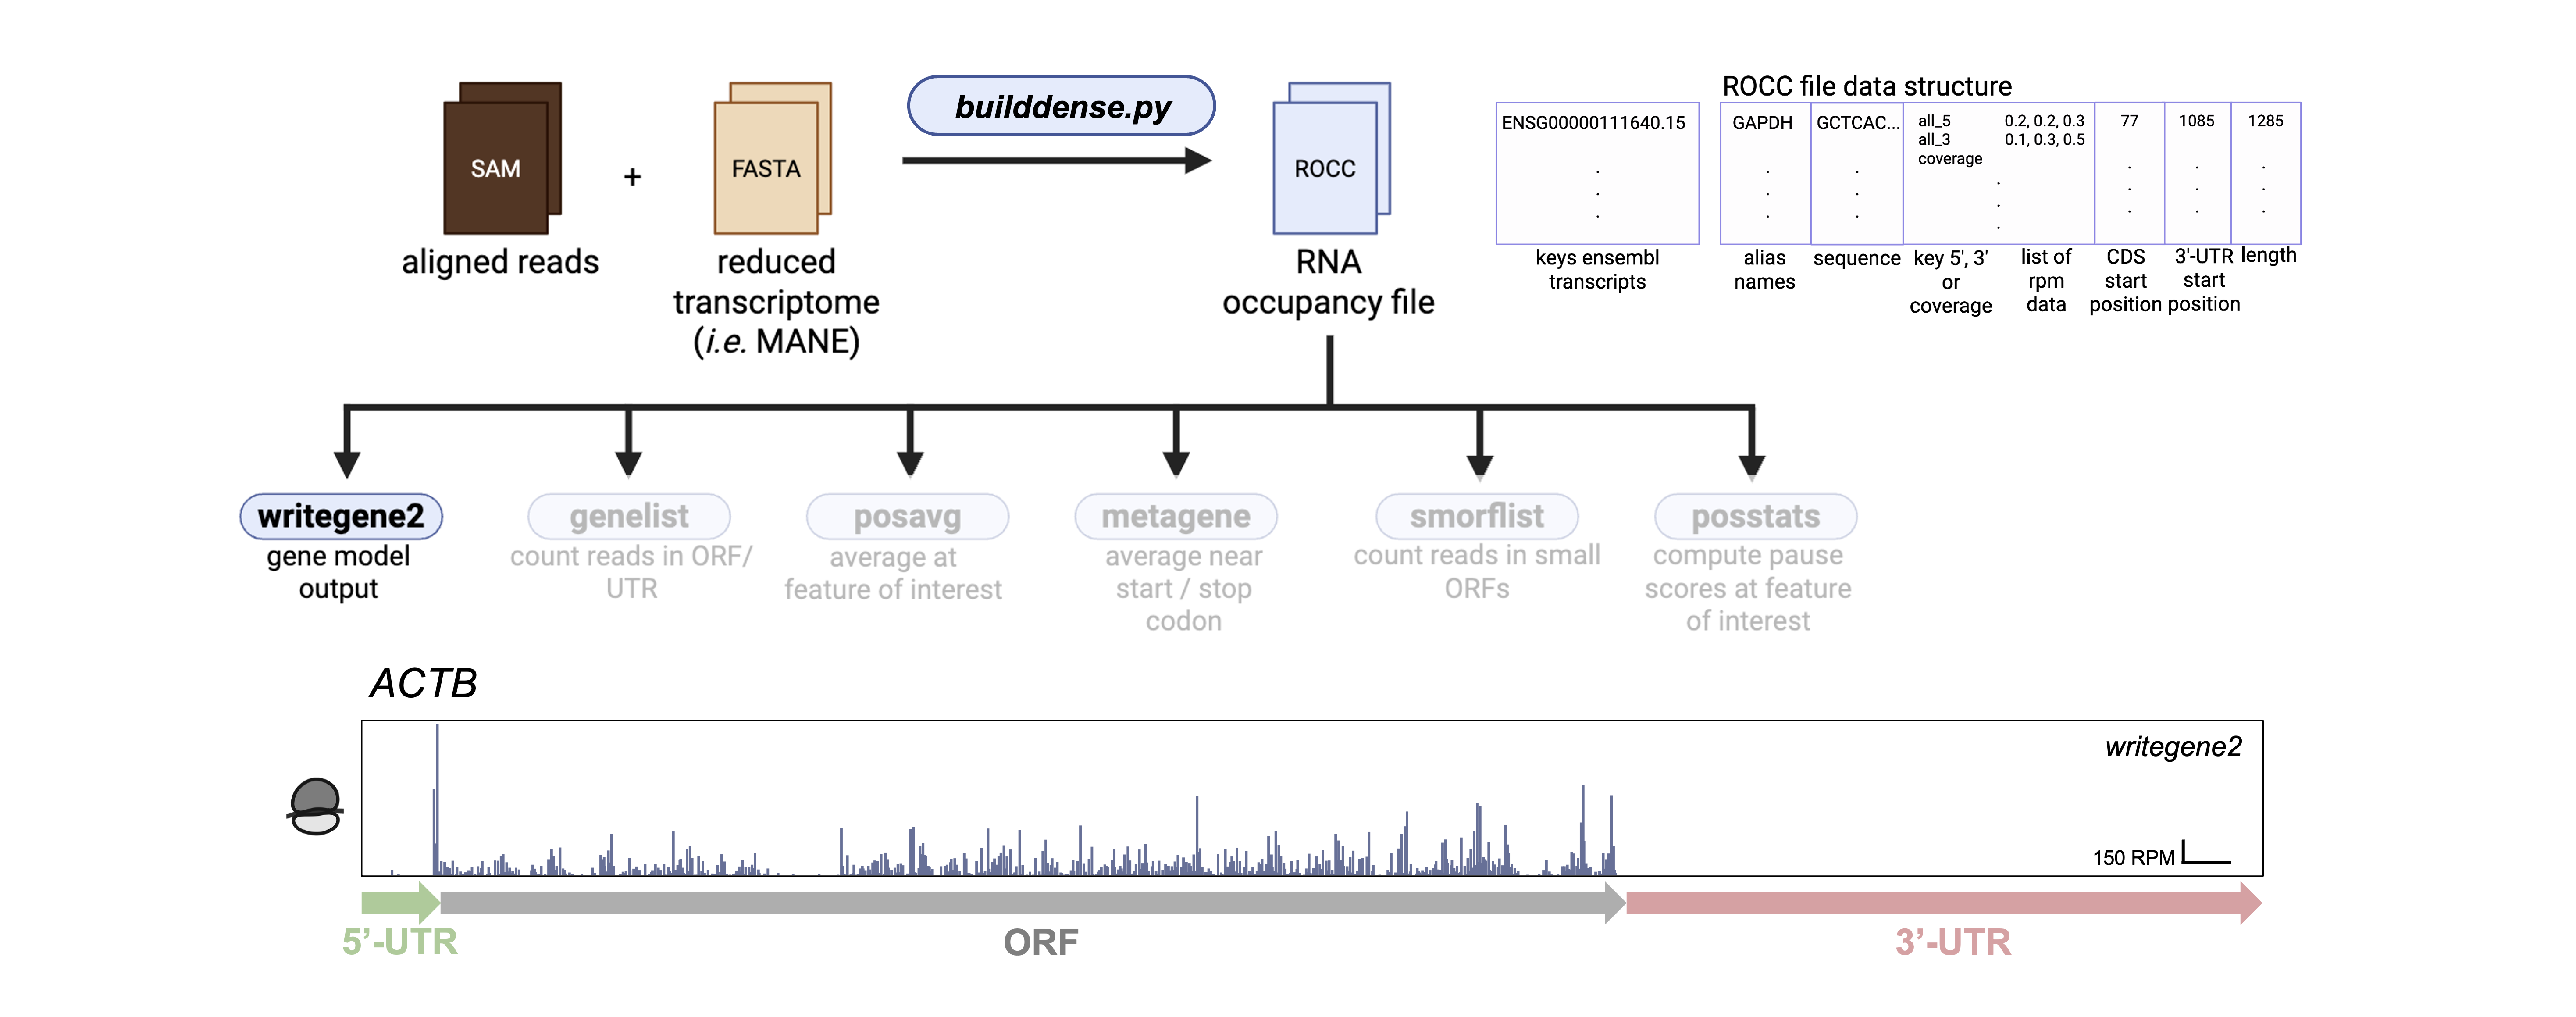 builddense.py
SAM
+
FASTA
ROCC
aligned reads
reduced
transcriptome
(i.e. MANE)
RNA
occupancy file
ROCC file data structure
ENSG00000111640.15
GAPDH
GCTCAC...
all_5 0.2, 0.2, 0.3
all_3 0.1, 0.3, 0.5
coverage
77
1085
1285
keys ensembl
transcripts
alias
names
sequence
key 5', 3'
or
coverage
list of
rpm
data
CDS
start
position
3'-UTR
start
position
length
writegene2
gene model
output
genelist
count reads in ORF/
UTR
posavg
average at
feature of interest
metagene
average near
start / stop
codon
smorflist
count reads in small
ORFs
posstats
compute pause
scores at feature
of interest
ACTB
writegene2
150 RPM
5’-UTR
ORF
3’-UTR